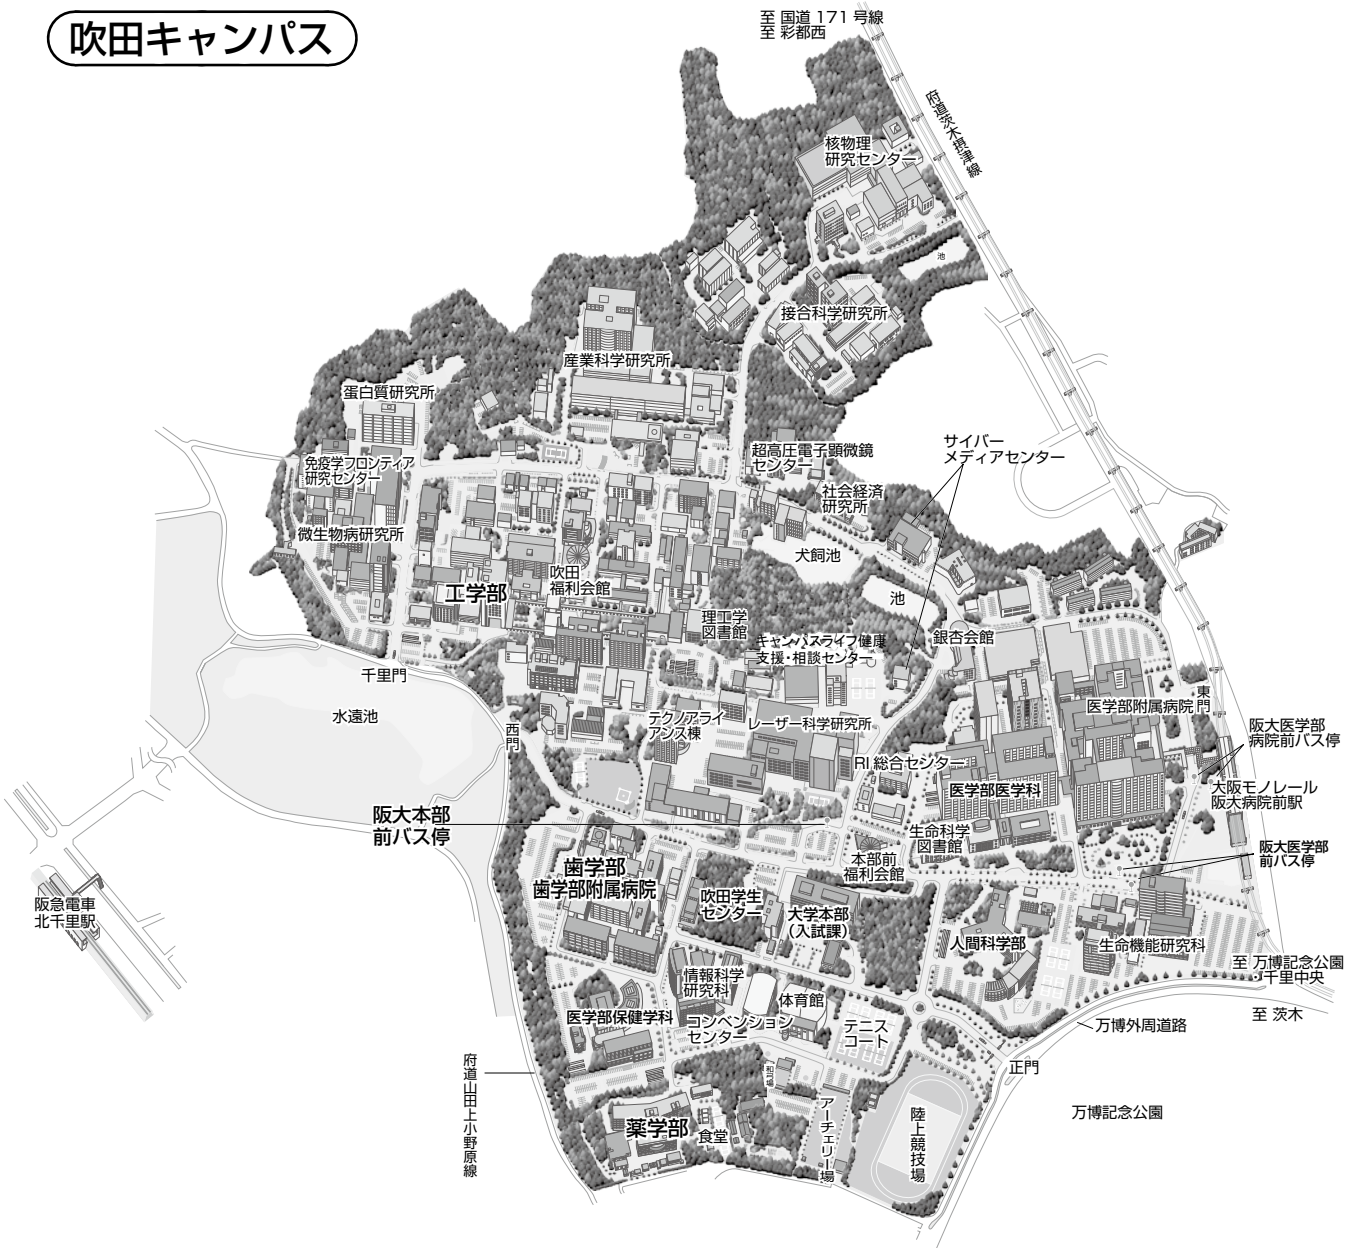 吹田キャンパス
至 国道 171 号線
至 彩都西
府道茨木摂津線
核物理
研究センター
池
接合科学研究所
産業科学研究所
蛋白質研究所
サイバー
メディアセンター
超高圧電子顕微鏡
センター
免疫学フロンティア
研究センター
社会経済
研究所
微生物病研究所
犬飼池
吹田
福利会館
工学部
池
理工学
図書館
キャンパスライフ健康
支援・相談センター
銀杏会館
千里門
水遠池
西門
テクノアライ
アンス棟
レーザー科学研究所
医学部附属病院
東門
阪大医学部
病院前バス停
RI 総合センター
医学部医学科
大阪モノレール
阪大病院前駅
阪大本部
前バス停
生命科学
図書館
阪大医学部
前バス停
本部前
福利会館
歯学部
歯学部附属病院
吹田学生
センター
大学本部
（入試課）
阪急電車
北千里駅
人間科学部
生命機能研究科
至 万博記念公園
千里中央
情報科学
研究科
体育館
至 茨木
医学部保健学科
コンベンション
センター
テニス
コート
万博外周道路
正門
府道山田上小野原線
アーチェリー場
陸上競技場
万博記念公園
薬学部
食堂